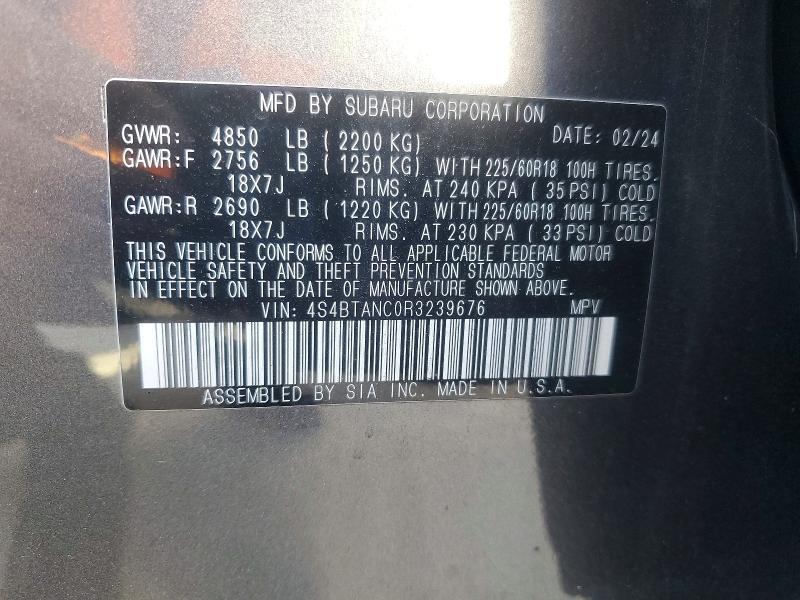 MFD BY SUBARU CORPORATION
GVWR: 4850 LB ( 2200 KG) DATE: 02/24
GAWR:F 2756 LB ( 1250 KG) WITH 225/60R18 100H TIRES.
18X7J RIMS. AT 240 KPA ( 35 PSI) COLD
GAWR:R 2690 LB ( 1220 KG) WITH 225/60R18 100H TIRES.
18X7J RIMS. AT 230 KPA ( 33 PSI) COLD
THIS VEHICLE CONFORMS TO ALL APPLICABLE FEDERAL MOTOR
VEHICLE SAFETY AND THEFT PREVENTION STANDARDS
IN EFFECT ON THE DATE OF MANUFACTURE SHOWN ABOVE.
VIN: 4S4BTANC0R3239676 MPV
ASSEMBLED BY SIA INC. MADE IN U.S.A.